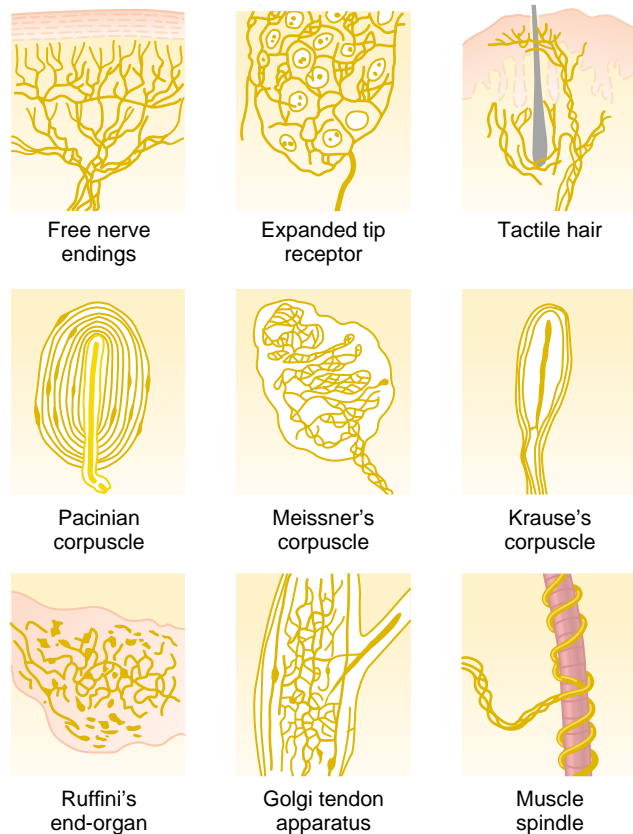 Free nerve
endings
Expanded tip
receptor
Tactile hair
Pacinian
corpuscle
Meissner’s
corpuscle
Krause’s
corpuscle
Ruffini’s
end-organ
Golgi tendon
apparatus
Muscle
spindle